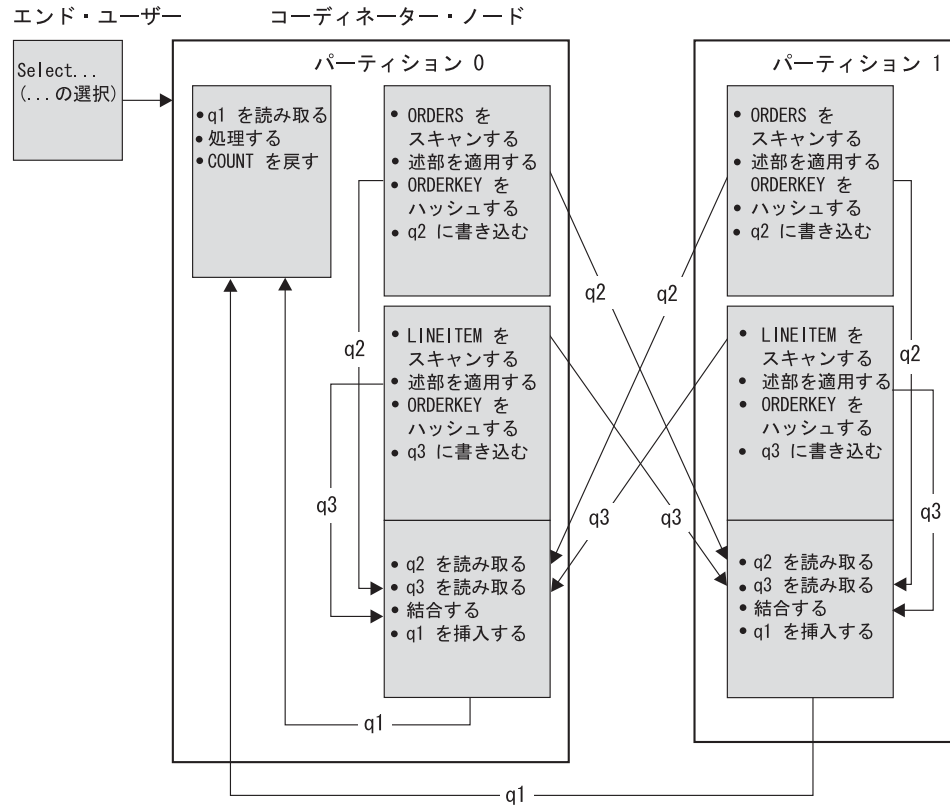 エンド・ユーザー
コーディネーター・ノード
Select...
(...の選択)
パーティション 0
•q1 を読み取る
•処理する
•COUNT を戻す
• ORDERS を
スキャンする
• 述部を適用する
• ORDERKEY を
ハッシュする
• q2 に書き込む
• LINEITEM を
スキャンする
• 述部を適用する
• ORDERKEY を
ハッシュする
• q3 に書き込む
• q2 を読み取る
• q3 を読み取る
• 結合する
• q1 を挿入する
パーティション 1
• ORDERS を
スキャンする
• 述部を適用する
ORDERKEY を
• ハッシュする
• q2 に書き込む
• LINEITEM を
スキャンする
• 述部を適用する
• ORDERKEY を
ハッシュする
• q3 に書き込む
• q2 を読み取る
• q3 を読み取る
• 結合する
• q1 を挿入する
q2
q2
q2
q2
q3
q3
q3
q3
q1
q1